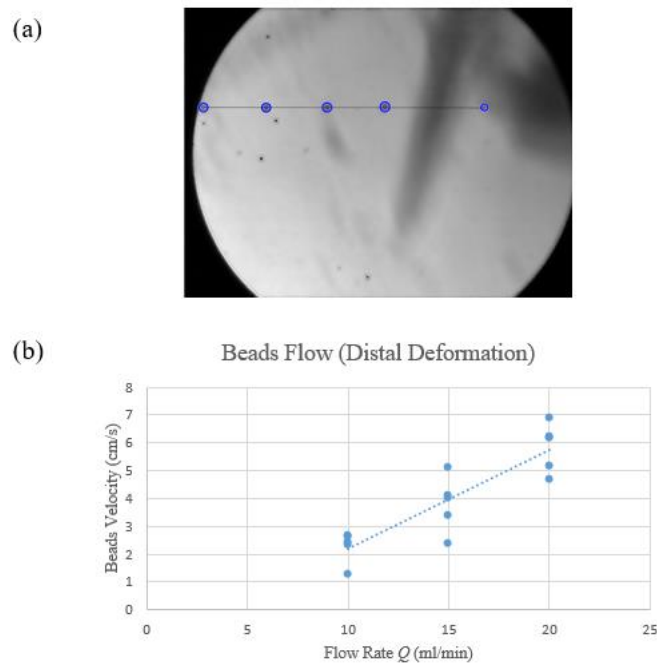 (a)
(b)
Beads Flow (Distal Deformation)
Beads Velocity (cm/s)
8
7
6
5
4
3
2
1
0
0 5 10 15 20 25
Flow Rate Q (ml/min)